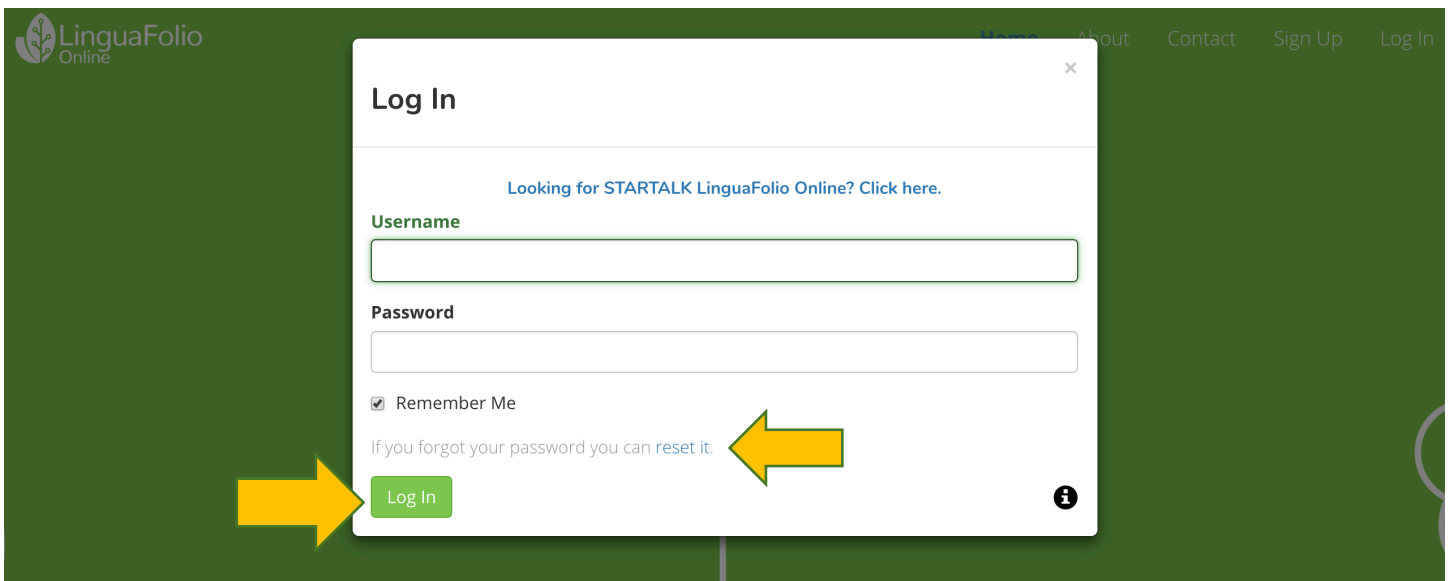 LinguaFolio
Online
Home About Contact Sign Up Log In
×
Log In
Looking for STARTALK LinguaFolio Online? Click here.
Username
Password
Remember Me
If you forgot your password you can reset it.
Log In